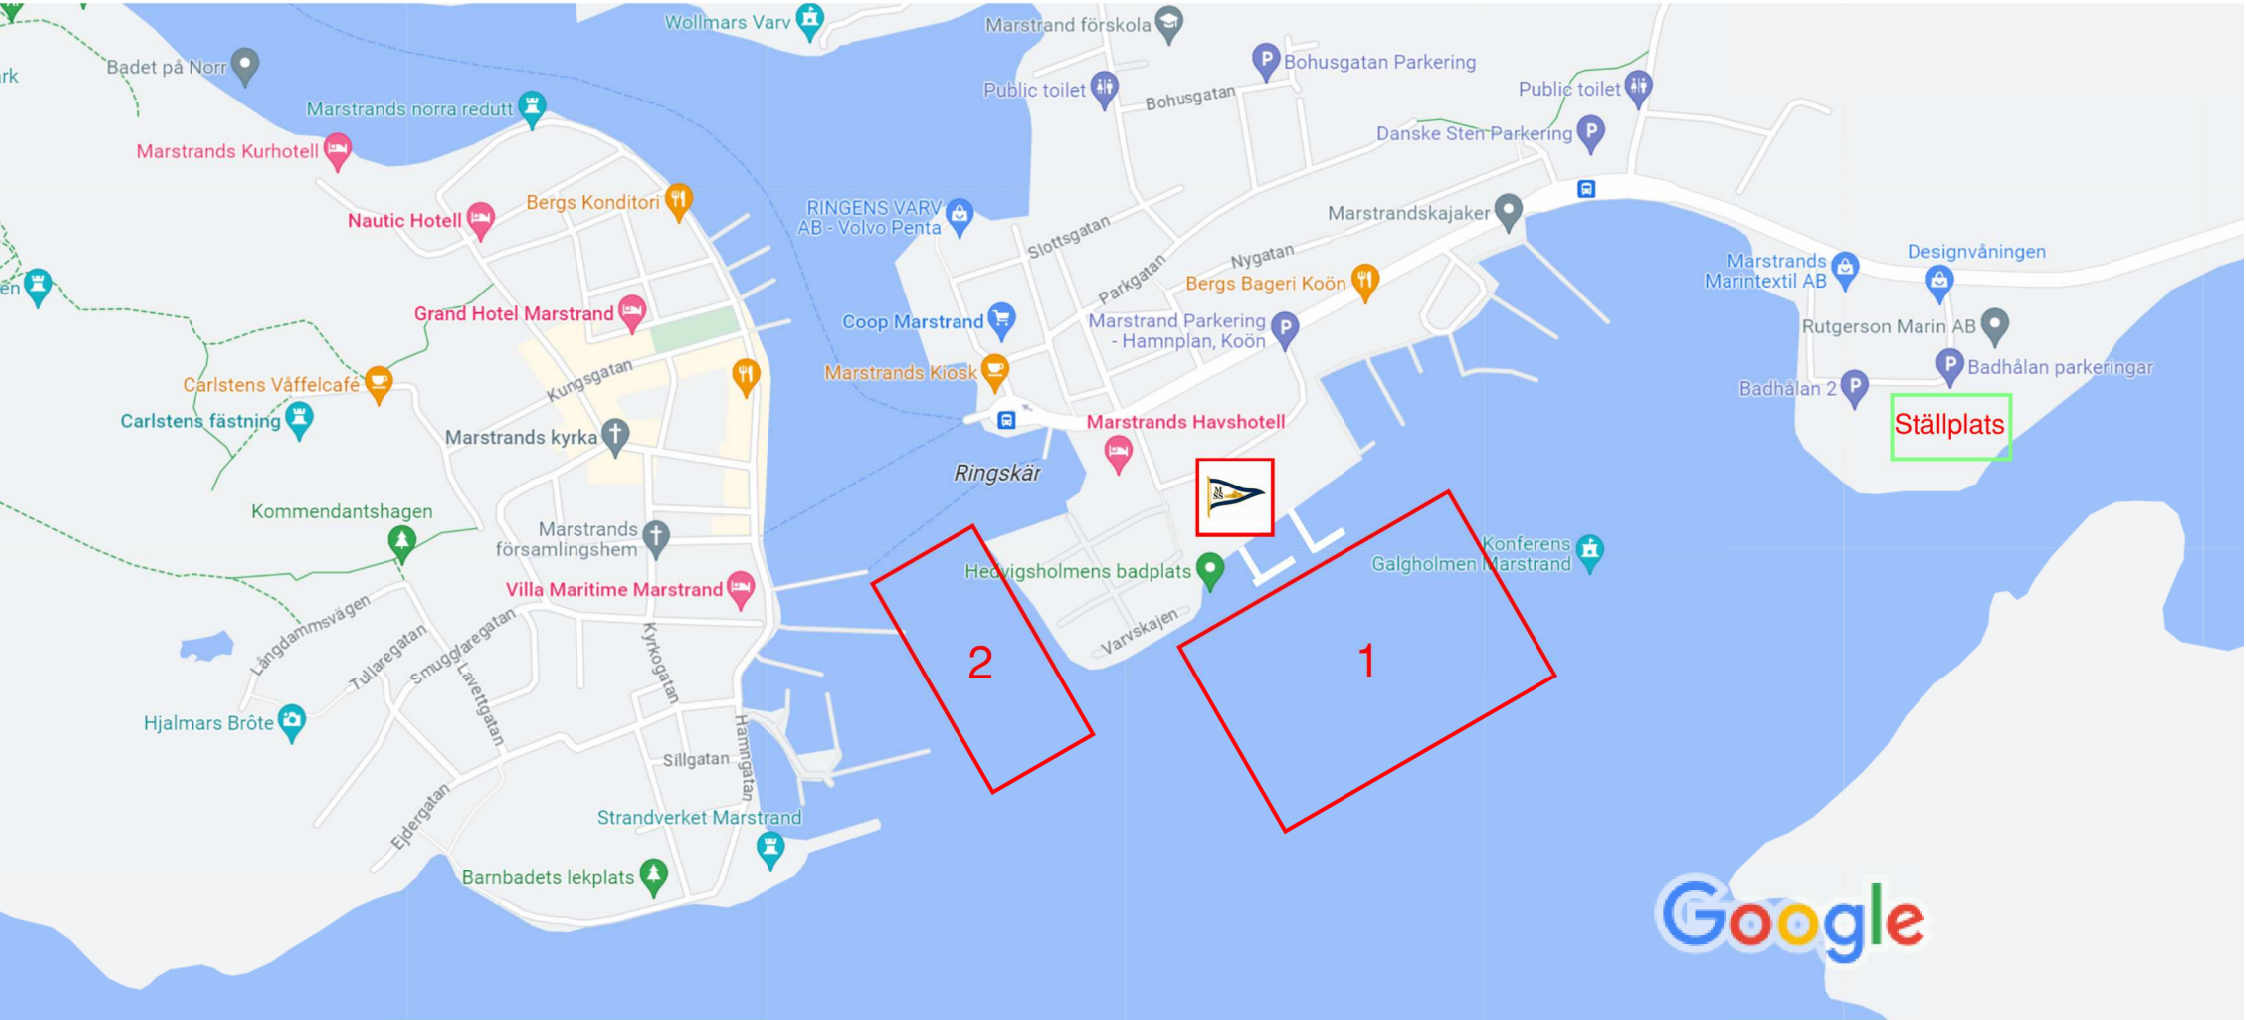 Wollmars Varv
Marstrand förskola
Badet på Norr
Bohusgatan Parkering
rk
Public toilet
Public toilet
Bohusgatan
Marstrands norra redutt
Danske Sten Parkering
Marstrands Kurhotell
Bergs Konditori
RINGENS VARV
AB - Volvo Penta
Marstrandskajaker
Nautic Hotell
Slottsgatan
Nygatan
Designvåningen
Marstrands
Marintextil AB
Parkgatan
Bergs Bageri Koön
en
Grand Hotel Marstrand
Coop Marstrand
Marstrand Parkering
- Hamnplan, Koön
Rutgerson Marin AB
Kungsgatan
Marstrands Kiosk
Badhålan parkeringar
Carlstens Våffelcafé
Badhålan 2
Carlstens fästning
Marstrands Havshotell
Ställplats
Marstrands kyrka
Ringskär
M
SS
Kommendantshagen
Marstrands
församlingshem
Konferens
Galgholmen Marstrand
Hedvigsholmens badplats
Villa Maritime Marstrand
Långdammsvägen
Tullaregatan
Smugglaregatan
Kyrkogatan
Varvskajen
2
1
Lavettgatan
Hjalmars Brôte
Hamngatan
Sillgatan
Ejdergatan
Strandverket Marstrand
Barnbadets lekplats
Google